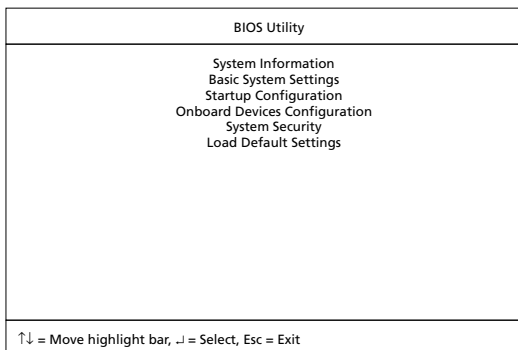 BIOS Utility
System Information
Basic System Settings
Startup Configuration
Onboard Devices Configuration
System Security
Load Default Settings
↑↓ = Move highlight bar, ↵ = Select, Esc = Exit